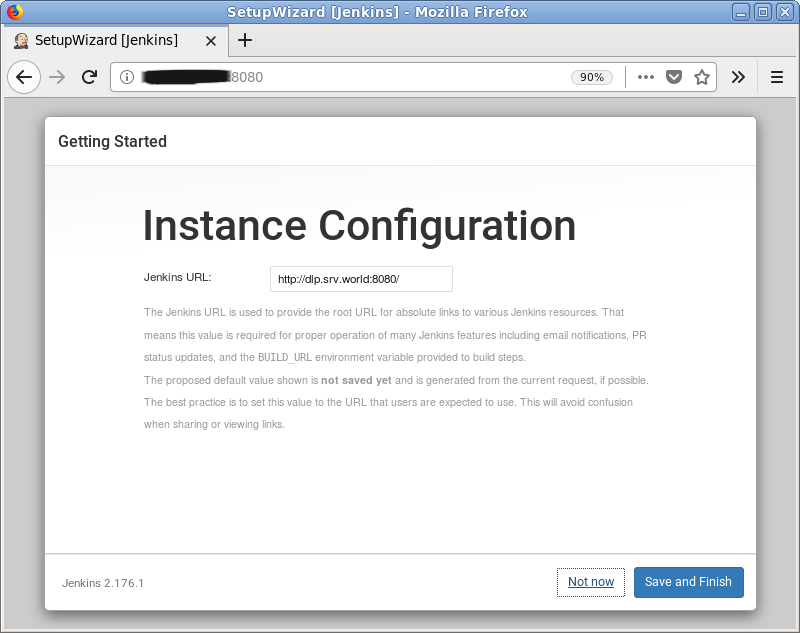 SetupWizard [Jenkins] - Mozilla Firefox
SetupWizard [Jenkins]
:8080
90%
Getting Started
Instance Configuration
Jenkins URL: http://dlp.srv.world:8080/
The Jenkins URL is used to provide the root URL for absolute links to various Jenkins resources. That
means this value is required for proper operation of many Jenkins features including email notifications, PR
status updates, and the BUILD_URL environment variable provided to build steps.
The proposed default value shown is not saved yet and is generated from the current request, if possible.
The best practice is to set this value to the URL that users are expected to use. This will avoid confusion
when sharing or viewing links.
Jenkins 2.176.1
Not now
Save and Finish